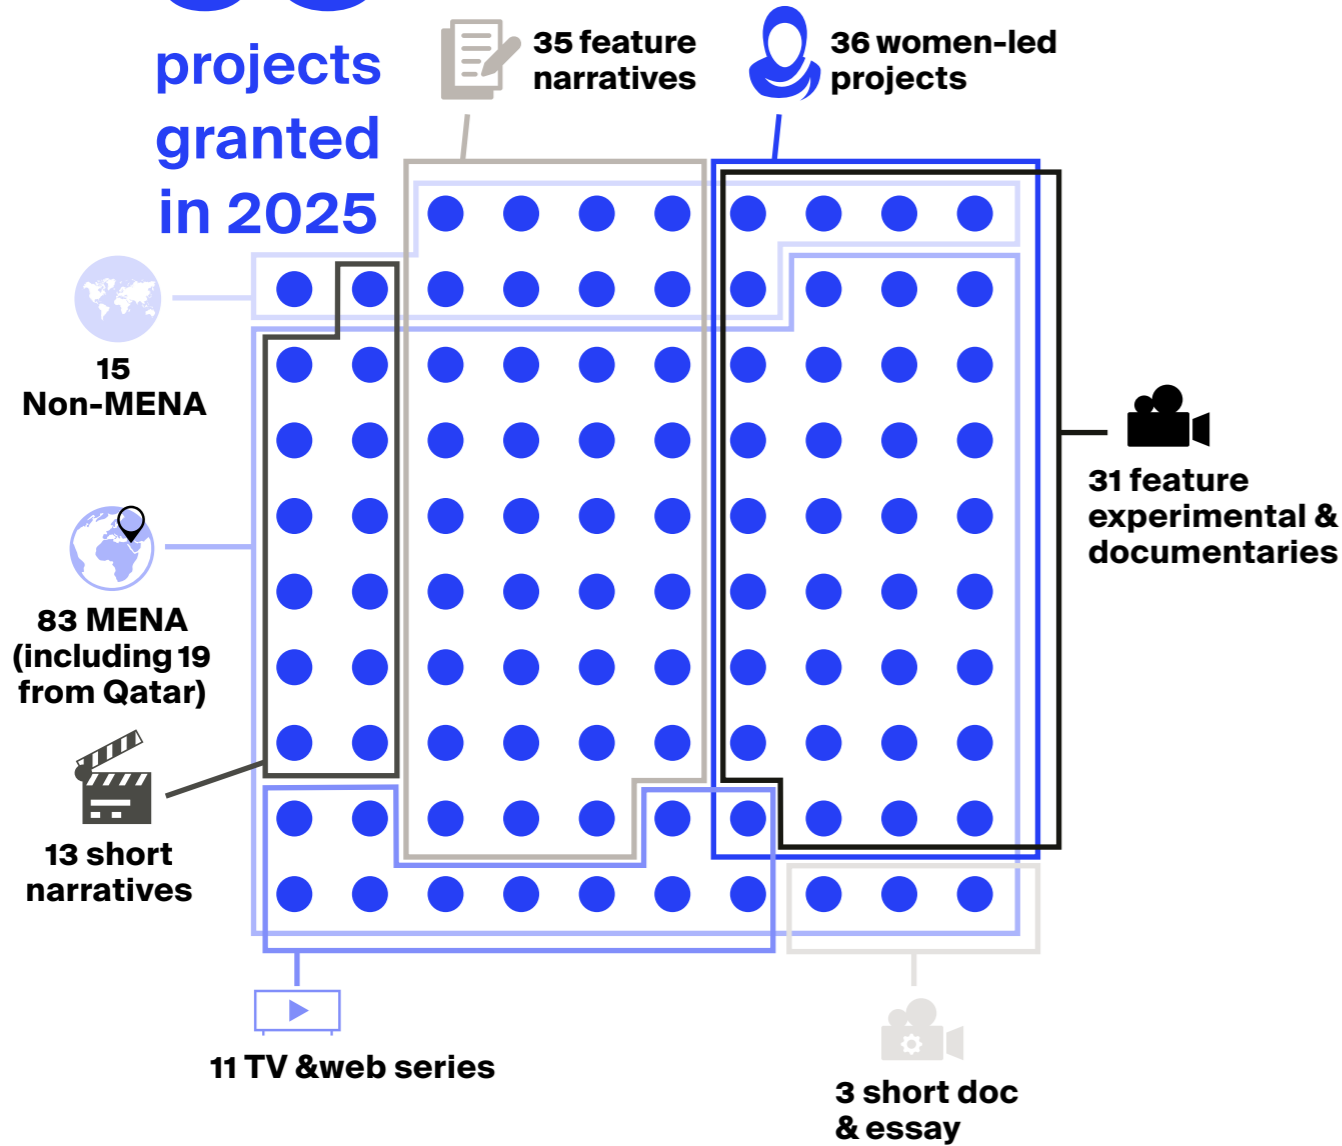 projects
granted
in 2025
35 feature
narratives
36 women-led
projects
15
Non-MENA
31 feature
experimental &
documentaries
83 MENA
(including 19
from Qatar)
13 short
narratives
11 TV &web series
3 short doc
& essay